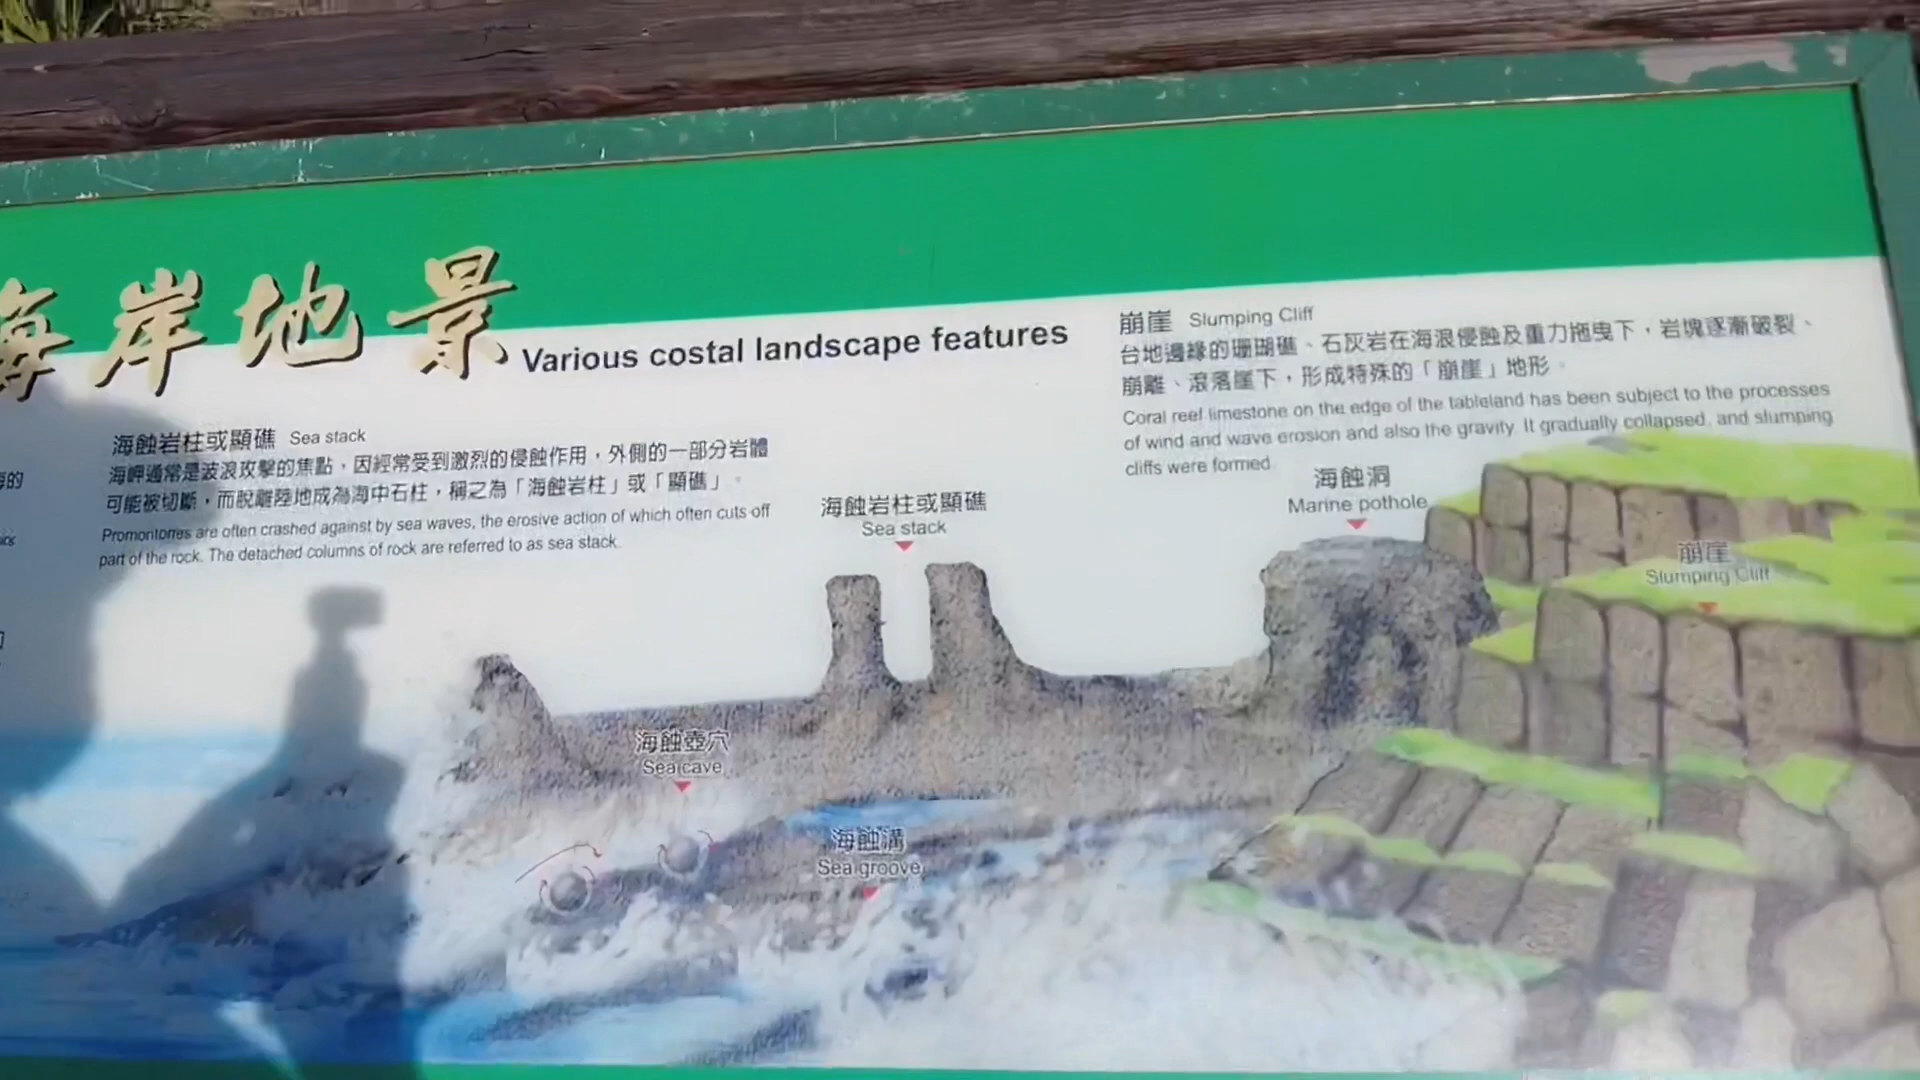 海岸地景
Various costal landscape features
海蝕岩柱或顯礁 Sea stack
海岬通常是波浪攻擊的焦點，因經常受到激烈的侵蝕作用，外側的一部分岩體
可能被切斷，而脫離陸地成為海中石柱，稱之為「海蝕岩柱」或「顯礁」。
Promontories are often crashed against by sea waves, the erosive action of which often cuts off
part of the rock. The detached columns of rock are referred to as sea stack.
崩崖 Slumping Cliff
台地邊緣的珊瑚礁、石灰岩在海浪侵蝕及重力拖曳下，岩塊逐漸破裂、
崩離、滾落崖下，形成特殊的「崩崖」地形。
Coral reef limestone on the edge of the tableland has been subject to the processes
of wind and wave erosion and also the gravity. It gradually collapsed, and slumping
cliffs were formed.
海蝕岩柱或顯礁
Sea stack
海蝕洞
Marine pothole
崩崖
Slumping Cliff
海蝕壺穴
Sea cave
海蝕溝
Sea groove